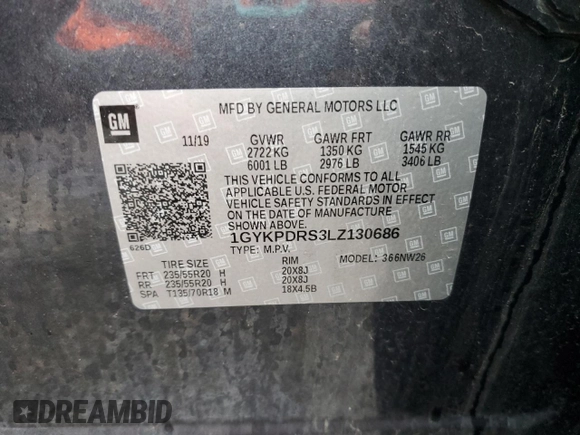 GM
MFD BY GENERAL MOTORS LLC
11/19 GVWR GAWR FRT GAWR RR
2722 KG 1350 KG 1545 KG
6001 LB 2976 LB 3406 LB
THIS VEHICLE CONFORMS TO ALL
APPLICABLE U.S. FEDERAL MOTOR
VEHICLE SAFETY STANDARDS IN EFFECT
ON THE DATE OF MANUFACTURE
SHOWN ABOVE.
1GYKPDRS3LZ130686
626D
TYPE: M.P.V. MODEL: 366NW26
TIRE SIZE RIM
FRT 235/55R20 H 20X8J
RR 235/55R20 H 20X8J
SPA T135/70R18 M 18X4.5B
DREAMBID